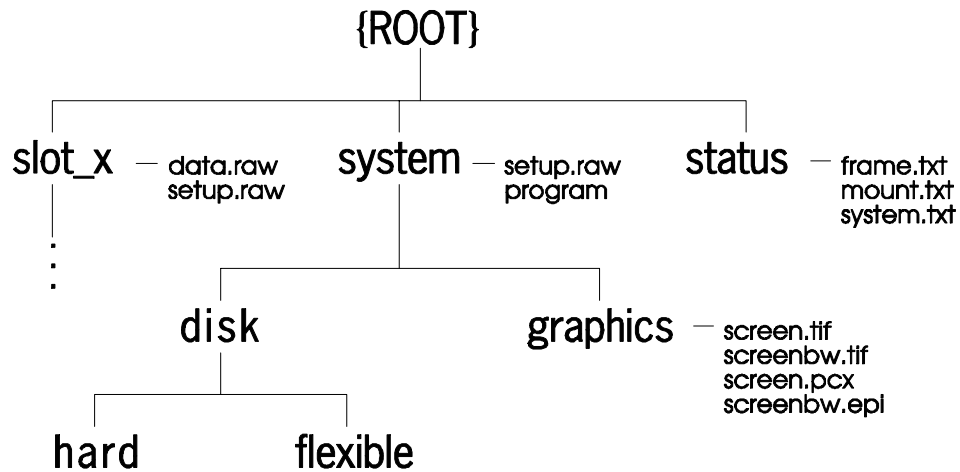 {ROOT}
slot_x
data.raw
setup.raw
system
setup.raw
program
status
frame.txt
mount.txt
system.txt
disk
graphics
screen.tif
screenbw.tif
screen.pcx
screenbw.epi
hard
flexible